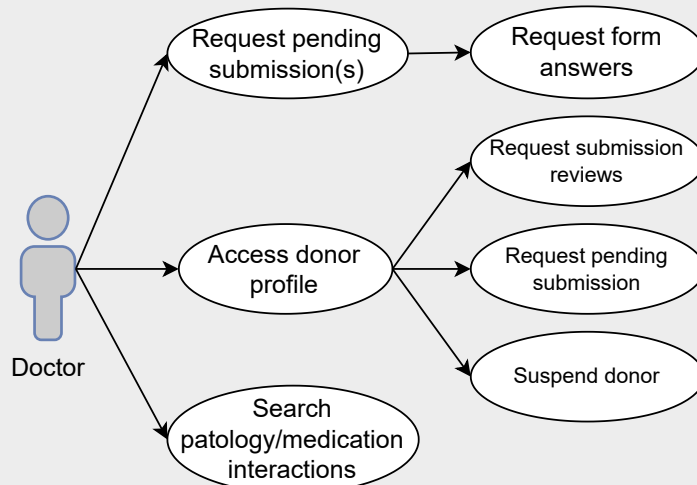 Request pending
submission(s)
Request form
answers
Request submission
reviews
Access donor
profile
Request pending
submission
Doctor
Suspend donor
Search
patology/medication
interactions